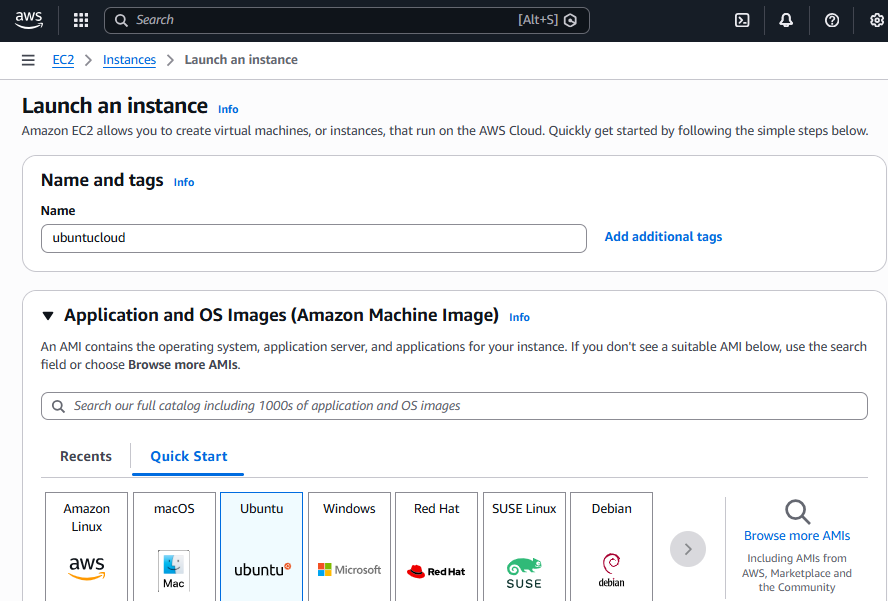 aws
Search [Alt+S]
EC2 Instances Launch an instance
Launch an instance Info
Amazon EC2 allows you to create virtual machines, or instances, that run on the AWS Cloud. Quickly get started by following the simple steps below.
Name and tags Info
Name
ubuntucloud
Add additional tags
Application and OS Images (Amazon Machine Image) Info
An AMI contains the operating system, application server, and applications for your instance. If you don't see a suitable AMI below, use the search
field or choose Browse more AMIs.
Search our full catalog including 1000s of application and OS images
Recents
Quick Start
Amazon
Linux
aws
macOS
Mac
Ubuntu
ubuntu
Windows
Microsoft
Red Hat
Red Hat
SUSE Linux
SUSE
Debian
debian
Browse more AMIs
Including AMIs from
AWS, Marketplace and
the Community